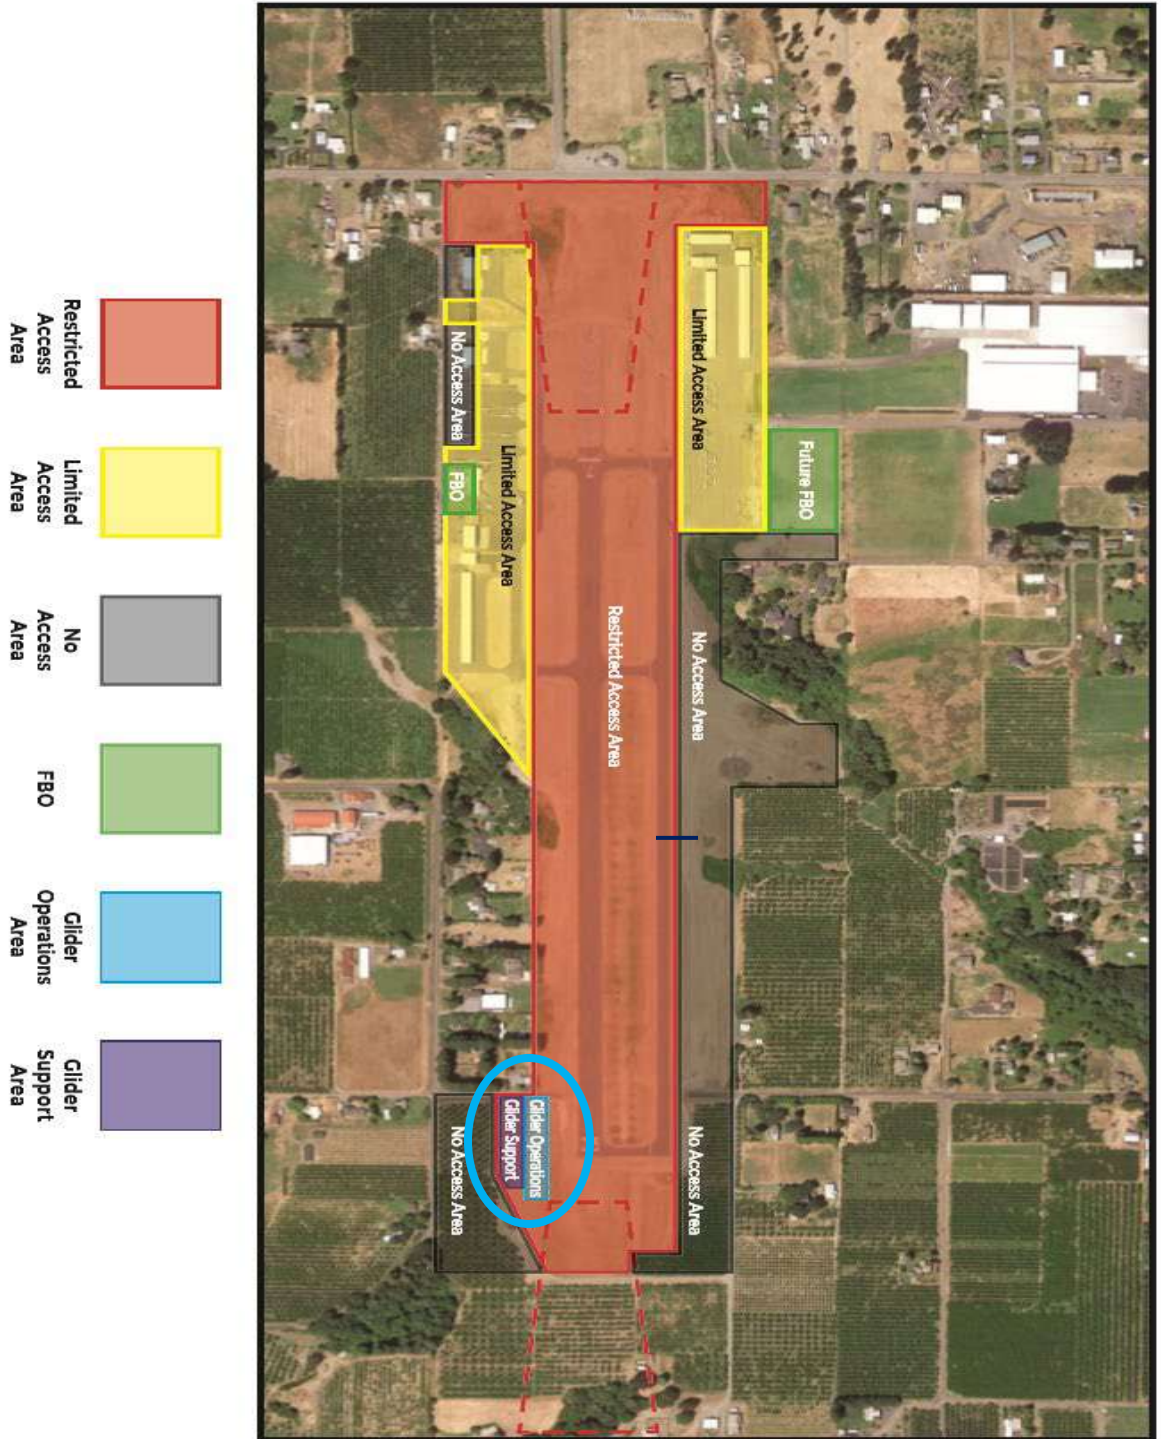 Limited Access Area
Future FBO
No Access Area
FBO
Limited Access Area
Restricted Access Area
No Access Area
No Access Area
Glider Operations
Glider Support
No Access Area
Restricted
Access
Area
Limited
Access
Area
No
Access
Area
FBO
Glider
Operations
Area
Glider
Support
Area